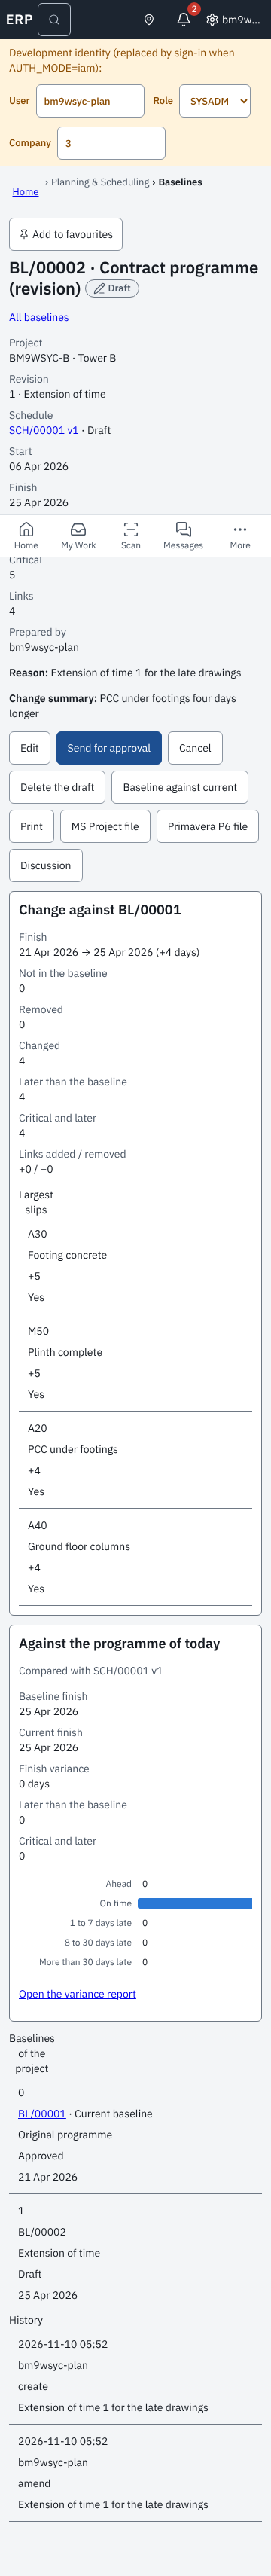 ERP
2
bm9w...
Development identity (replaced by sign-in when
AUTH_MODE=iam):
User bm9wsyc-plan Role SYSADM
Company 3
Home › Planning & Scheduling › Baselines
Add to favourites
BL/00002 · Contract programme
(revision) Draft
All baselines
Project
BM9WSYC-B · Tower B
Revision
1 · Extension of time
Schedule
SCH/00001 v1 · Draft
Start
06 Apr 2026
Finish
25 Apr 2026
Home My Work Scan Messages More
Critical
5
Links
4
Prepared by
bm9wsyc-plan
Reason: Extension of time 1 for the late drawings
Change summary: PCC under footings four days
longer
Edit Send for approval Cancel
Delete the draft Baseline against current
Print MS Project file Primavera P6 file
Discussion
Change against BL/00001
Finish
21 Apr 2026 → 25 Apr 2026 (+4 days)
Not in the baseline
0
Removed
0
Changed
4
Later than the baseline
4
Critical and later
4
Links added / removed
+0 / −0
Largest
slips
A30
Footing concrete
+5
Yes
M50
Plinth complete
+5
Yes
A20
PCC under footings
+4
Yes
A40
Ground floor columns
+4
Yes
Against the programme of today
Compared with SCH/00001 v1
Baseline finish
25 Apr 2026
Current finish
25 Apr 2026
Finish variance
0 days
Later than the baseline
0
Critical and later
0
Ahead 0
On time
1 to 7 days late 0
8 to 30 days late 0
More than 30 days late 0
Open the variance report
Baselines
of the
project
0
BL/00001 · Current baseline
Original programme
Approved
21 Apr 2026
1
BL/00002
Extension of time
Draft
25 Apr 2026
History
2026-11-10 05:52
bm9wsyc-plan
create
Extension of time 1 for the late drawings
2026-11-10 05:52
bm9wsyc-plan
amend
Extension of time 1 for the late drawings